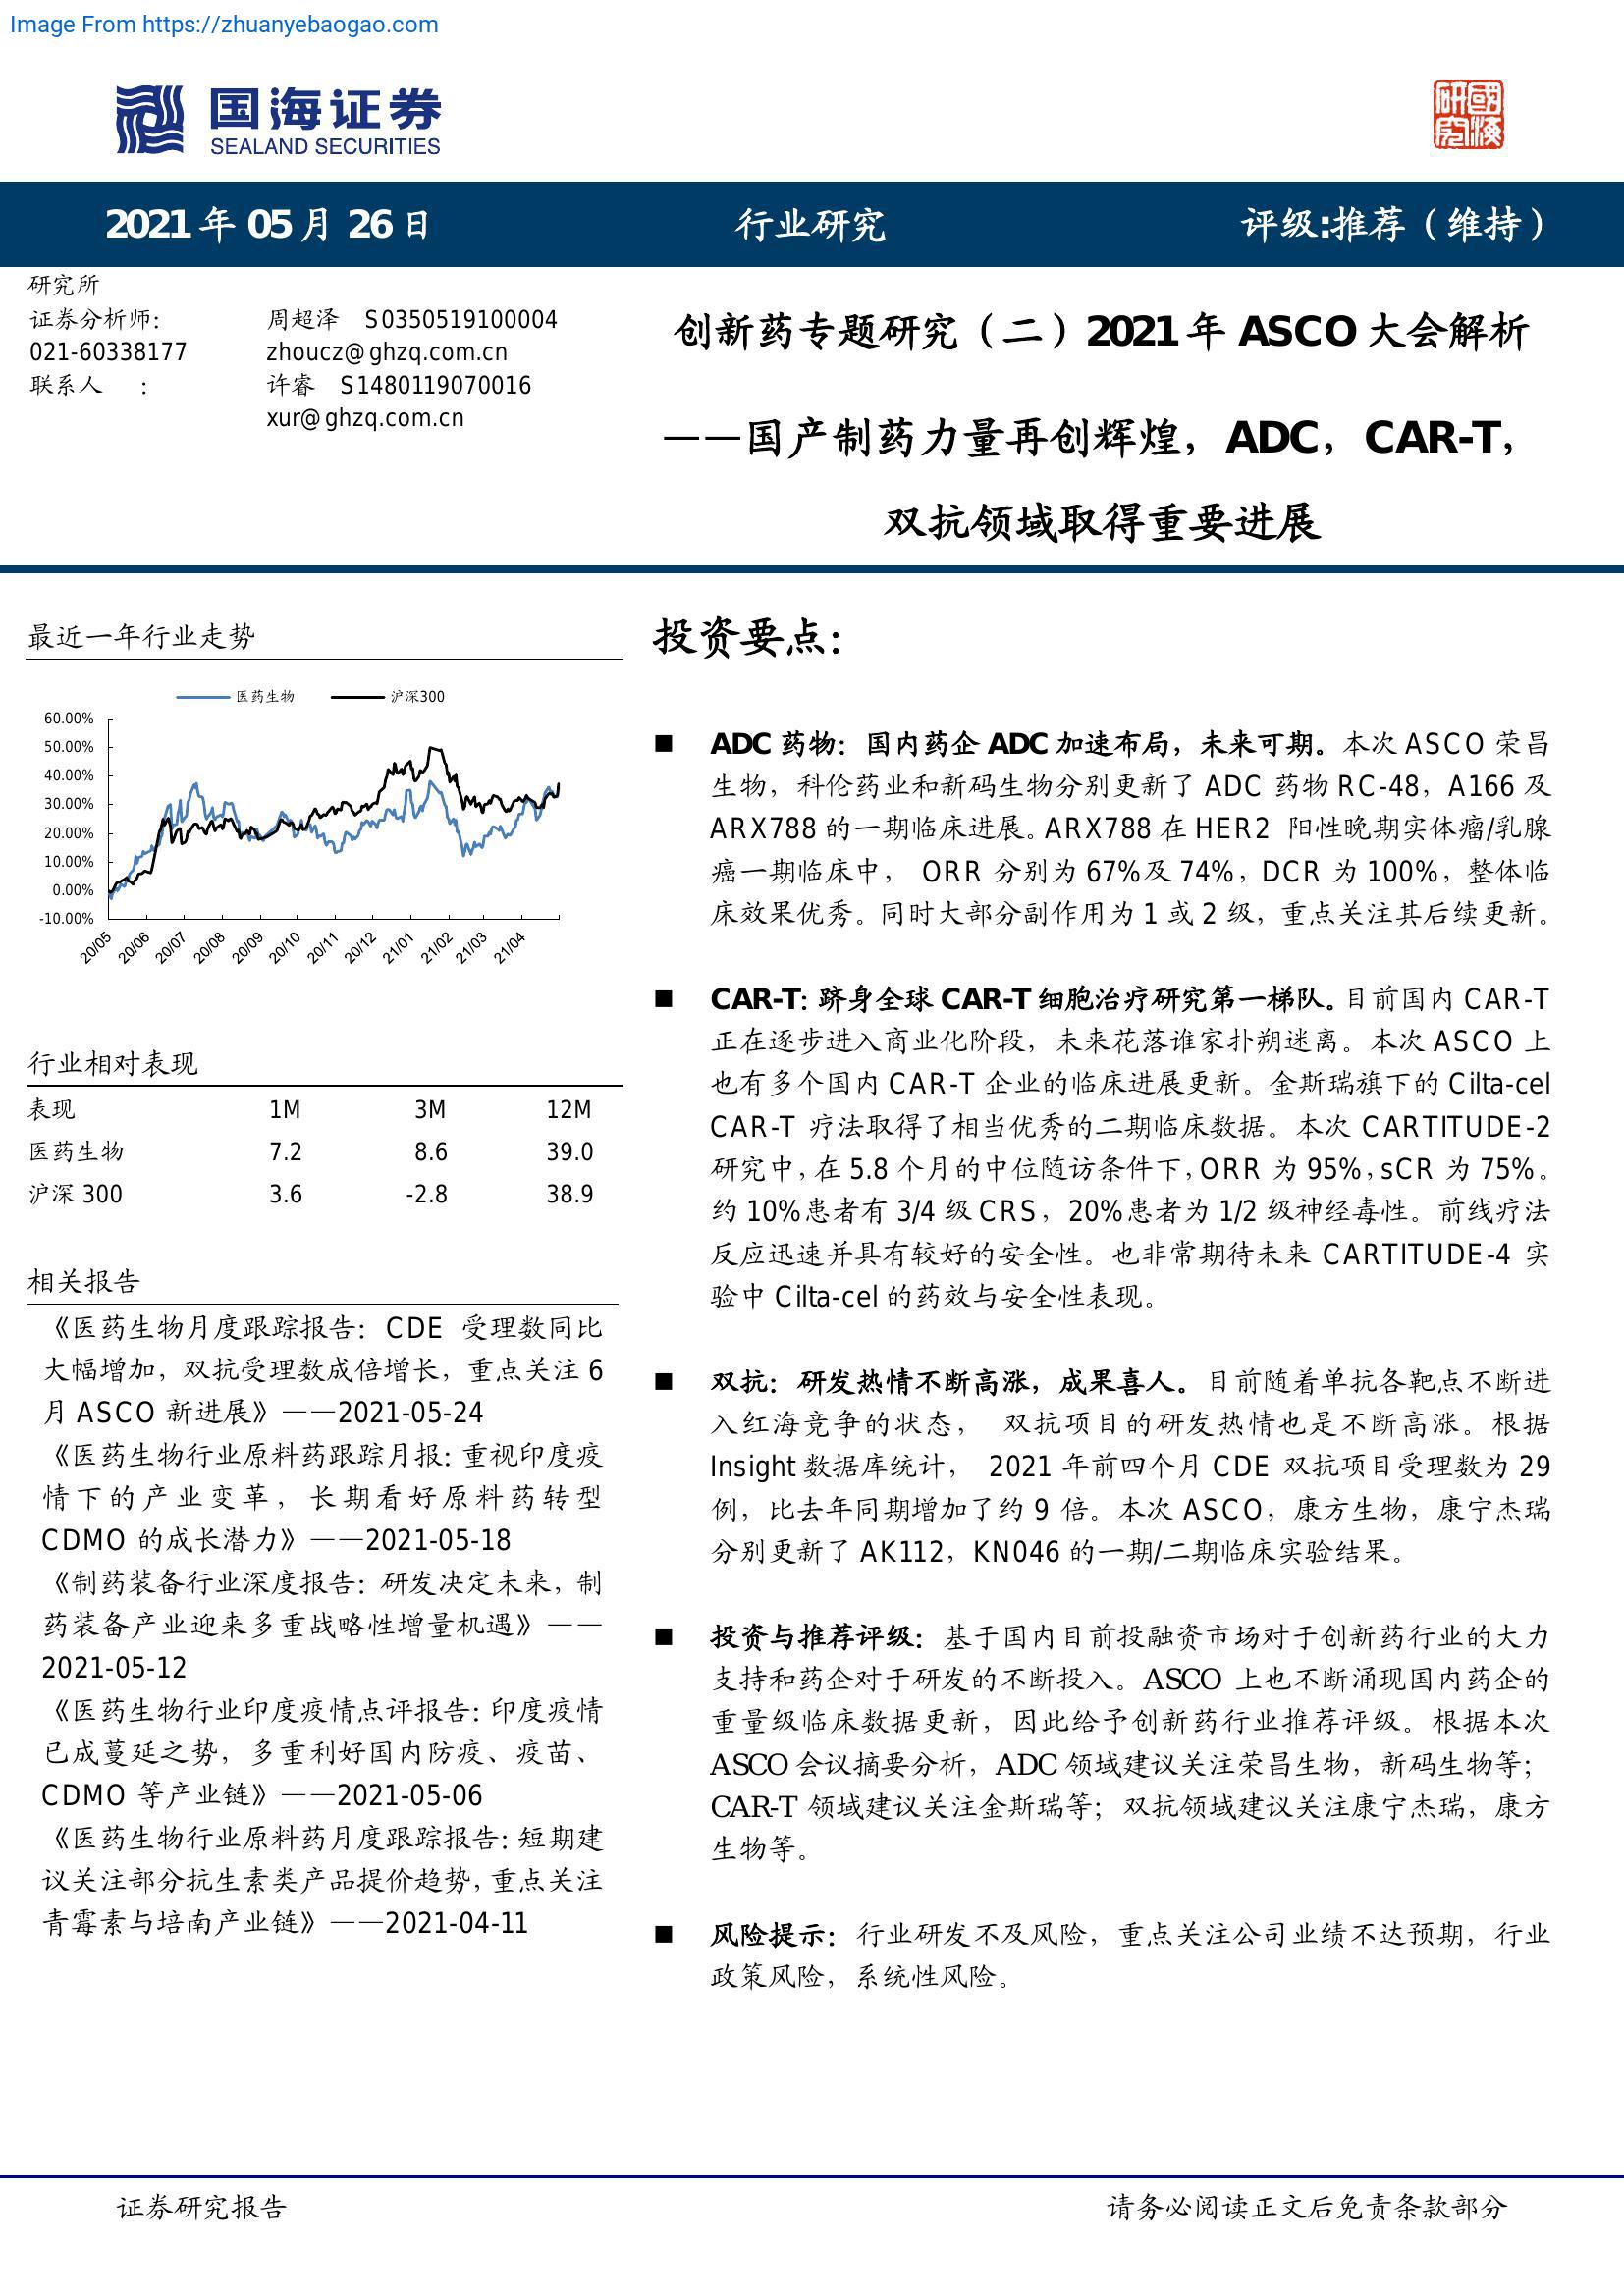 Image From https://zhuanyebaogao.com
国海证券
SEALAND SECURITIES
研國
究海
2021 年 05 月 26 日 行业研究 评级:推荐（维持）
研究所
证券分析师: 周超泽 S0350519100004
021-60338177 zhoucz@ghzq.com.cn
联系人 : 许睿 S1480119070016
xur@ghzq.com.cn
创新药专题研究（二）2021 年 ASCO 大会解析
——国产制药力量再创辉煌，ADC，CAR-T，
双抗领域取得重要进展
最近一年行业走势
医药生物 沪深300
60.00%
50.00%
40.00%
30.00%
20.00%
10.00%
0.00%
-10.00%
20/05 20/06 20/07 20/08 20/09 20/10 20/11 20/12 21/01 21/02 21/03 21/04
行业相对表现
表现 1M 3M 12M
医药生物 7.2 8.6 39.0
沪深 300 3.6 -2.8 38.9
相关报告
《医药生物月度跟踪报告：CDE 受理数同比
大幅增加，双抗受理数成倍增长，重点关注 6
月 ASCO 新进展》——2021-05-24
《医药生物行业原料药跟踪月报：重视印度疫
情下的产业变革，长期看好原料药转型
CDMO 的成长潜力》——2021-05-18
《制药装备行业深度报告：研发决定未来，制
药装备产业迎来多重战略性增量机遇》——
2021-05-12
《医药生物行业印度疫情点评报告：印度疫情
已成蔓延之势，多重利好国内防疫、疫苗、
CDMO 等产业链》——2021-05-06
《医药生物行业原料药月度跟踪报告：短期建
议关注部分抗生素类产品提价趋势，重点关注
青霉素与培南产业链》——2021-04-11
投资要点：
■ ADC 药物：国内药企 ADC 加速布局，未来可期。本次 ASCO 荣昌
生物，科伦药业和新码生物分别更新了 ADC 药物 RC-48，A166 及
ARX788 的一期临床进展。ARX788 在 HER2 阳性晚期实体瘤/乳腺
癌一期临床中， ORR 分别为 67%及 74%，DCR 为 100%，整体临
床效果优秀。同时大部分副作用为 1 或 2 级，重点关注其后续更新。
■ CAR-T：跻身全球 CAR-T 细胞治疗研究第一梯队。目前国内 CAR-T
正在逐步进入商业化阶段，未来花落谁家扑朔迷离。本次 ASCO 上
也有多个国内 CAR-T 企业的临床进展更新。金斯瑞旗下的 Cilta-cel
CAR-T 疗法取得了相当优秀的二期临床数据。本次 CARTITUDE-2
研究中，在 5.8 个月的中位随访条件下，ORR 为 95%，sCR 为 75%。
约 10%患者有 3/4 级 CRS，20%患者为 1/2 级神经毒性。前线疗法
反应迅速并具有较好的安全性。也非常期待未来 CARTITUDE-4 实
验中 Cilta-cel 的药效与安全性表现。
■ 双抗：研发热情不断高涨，成果喜人。目前随着单抗各靶点不断进
入红海竞争的状态， 双抗项目的研发热情也是不断高涨。根据
Insight 数据库统计， 2021 年前四个月 CDE 双抗项目受理数为 29
例，比去年同期增加了约 9 倍。本次 ASCO，康方生物，康宁杰瑞
分别更新了 AK112，KN046 的一期/二期临床实验结果。
■ 投资与推荐评级：基于国内目前投融资市场对于创新药行业的大力
支持和药企对于研发的不断投入。ASCO 上也不断涌现国内药企的
重量级临床数据更新，因此给予创新药行业推荐评级。根据本次
ASCO 会议摘要分析，ADC 领域建议关注荣昌生物，新码生物等；
CAR-T 领域建议关注金斯瑞等；双抗领域建议关注康宁杰瑞，康方
生物等。
■ 风险提示：行业研发不及风险，重点关注公司业绩不达预期，行业
政策风险，系统性风险。
证券研究报告 请务必阅读正文后免责条款部分